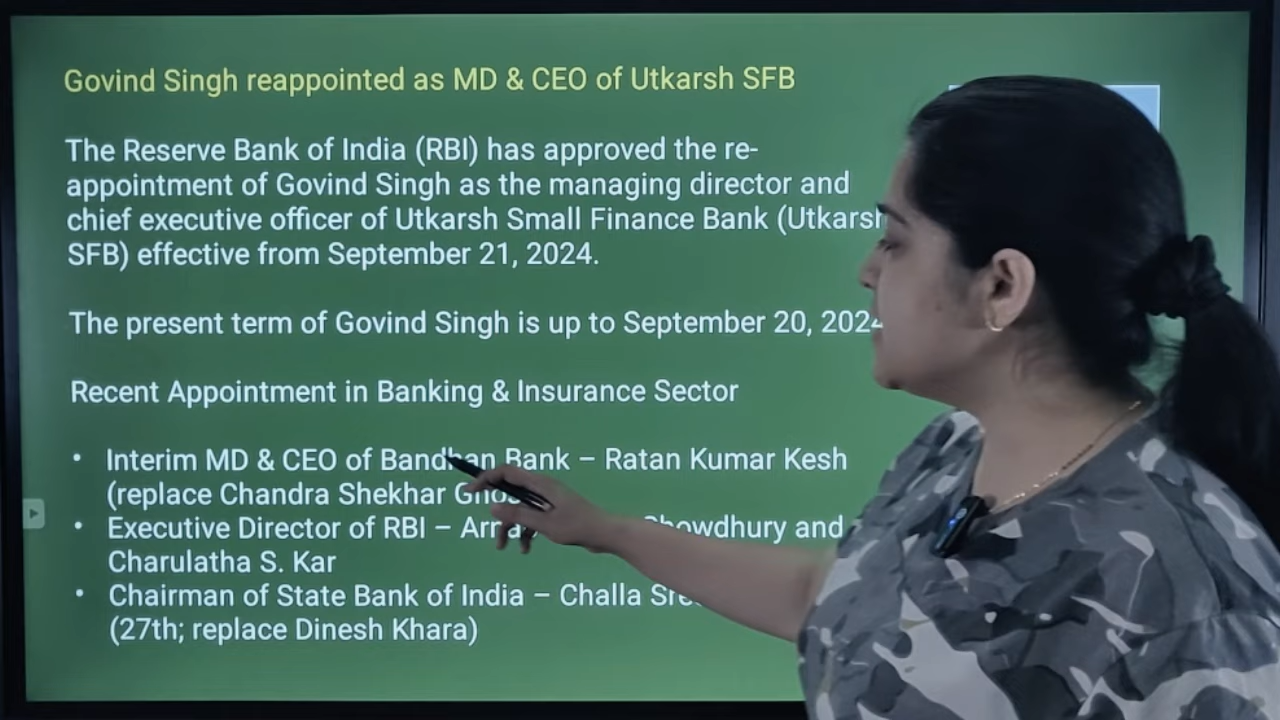 Govind Singh reappointed as MD & CEO of Utkarsh SFB
The Reserve Bank of India (RBI) has approved the re-
appointment of Govind Singh as the managing director and
chief executive officer of Utkarsh Small Finance Bank (Utkarsh
SFB) effective from September 21, 2024.
The present term of Govind Singh is up to September 20, 2024
Recent Appointment in Banking & Insurance Sector
• Interim MD & CEO of Bandhan Bank – Ratan Kumar Kesh
(replace Chandra Shekhar
• Executive Director of RBI – Chowdhury and
Charulatha S. Kar
• Chairman of State Bank of India – Challa
(27th; replace Dinesh Khara)